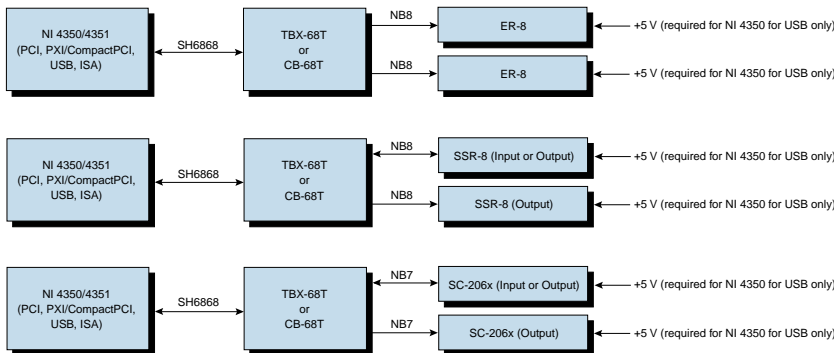 NI 4350/4351
(PCI, PXI/CompactPCI,
USB, ISA)
SH6868
TBX-68T
or
CB-68T
NB8
ER-8
+5 V (required for NI 4350 for USB only)
NB8
ER-8
+5 V (required for NI 4350 for USB only)
NI 4350/4351
(PCI, PXI/CompactPCI,
USB, ISA)
SH6868
TBX-68T
or
CB-68T
NB8
SSR-8 (Input or Output)
+5 V (required for NI 4350 for USB only)
NB8
SSR-8 (Output)
+5 V (required for NI 4350 for USB only)
NI 4350/4351
(PCI, PXI/CompactPCI,
USB, ISA)
SH6868
TBX-68T
or
CB-68T
NB7
SC-206x (Input or Output)
+5 V (required for NI 4350 for USB only)
NB7
SC-206x (Output)
+5 V (required for NI 4350 for USB only)